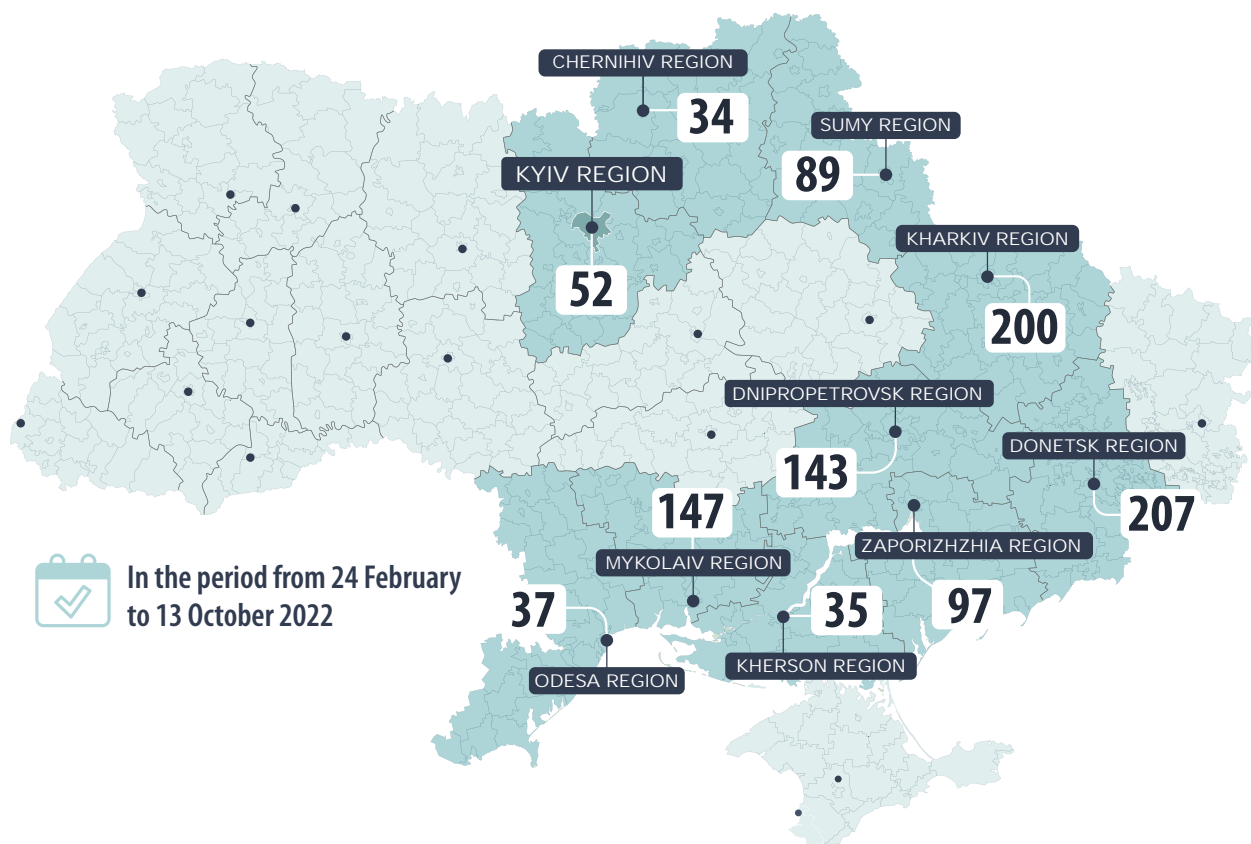 CHERNIHIV REGION
34
SUMY REGION
89
KYIV REGION
52
KHARKIV REGION
200
DNIPROPETROVSK REGION
143
DONETSK REGION
207
147
MYKOLAIV REGION
ZAPORIZHZHIA REGION
97
37
ODESA REGION
35
KHERSON REGION
In the period from 24 February
to 13 October 2022